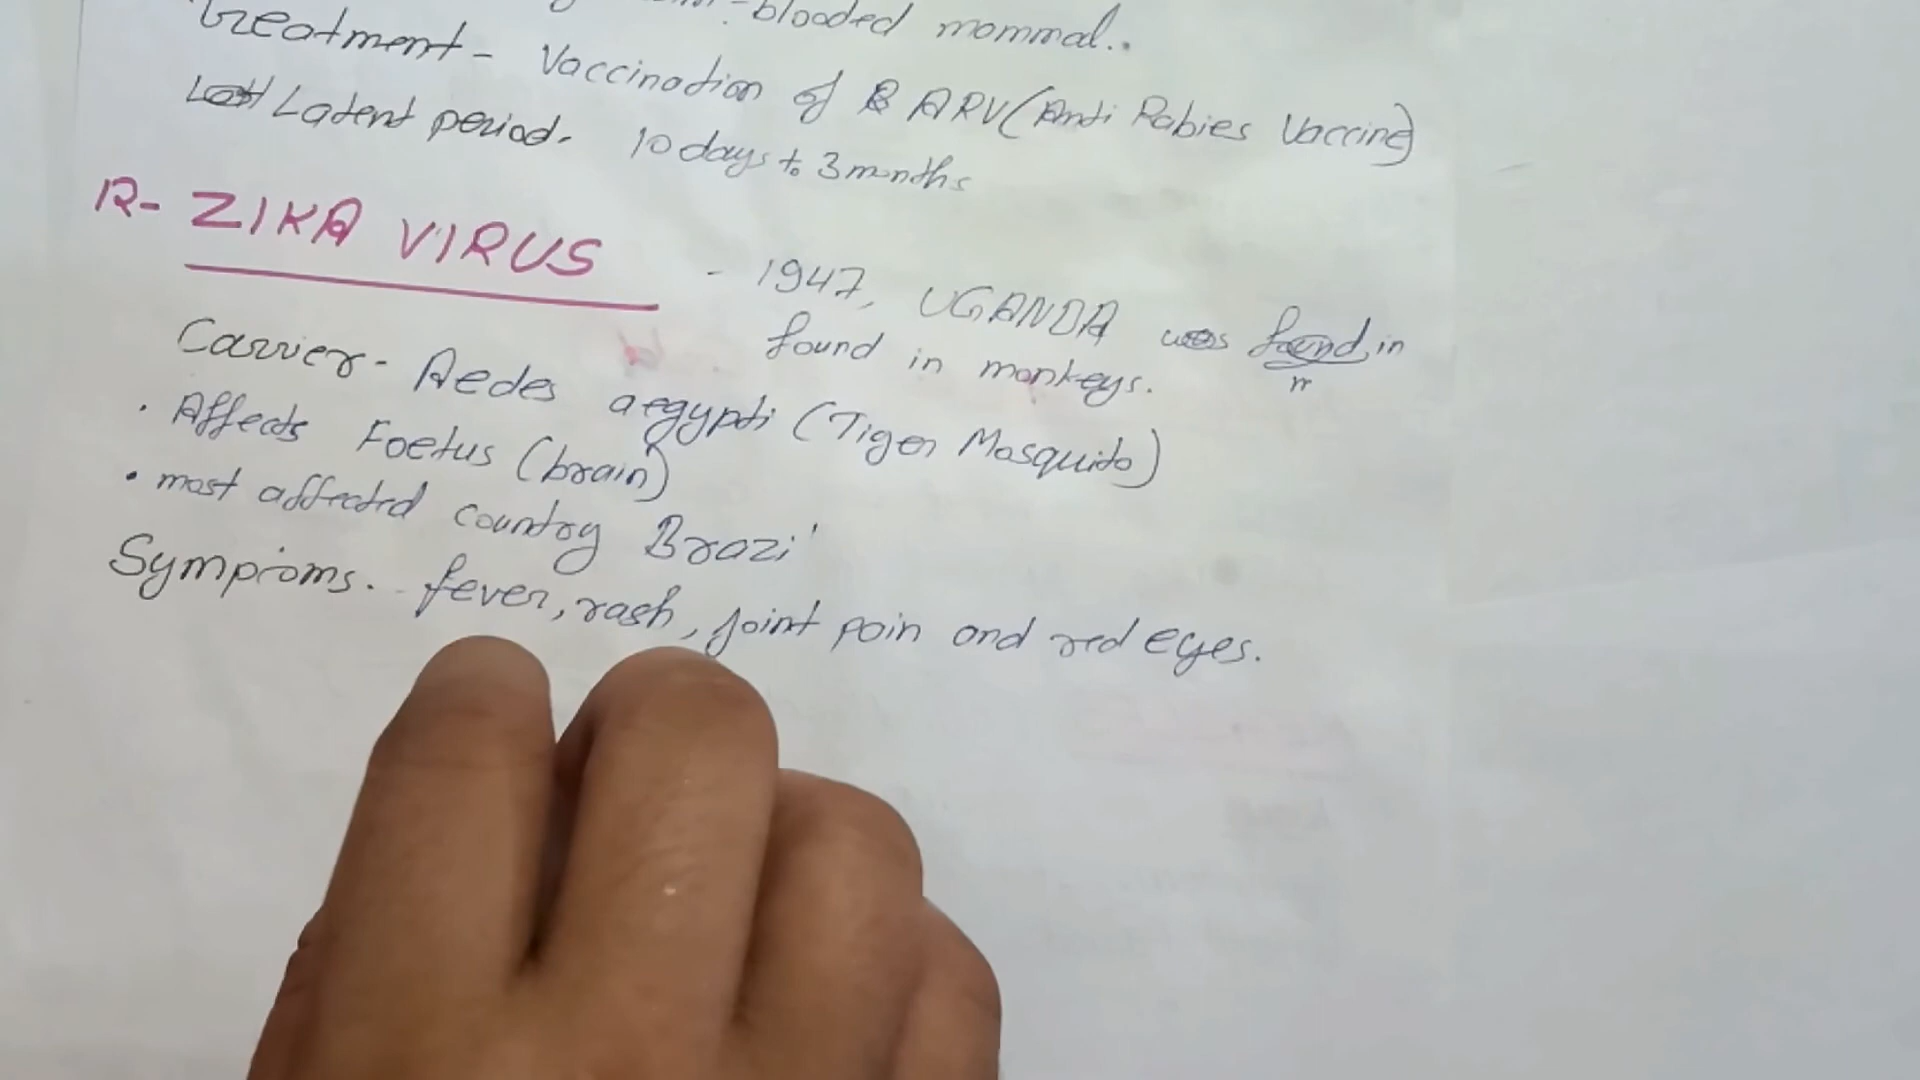 -blooded mammal..
Treatment - Vaccination of ARV (Anti Rabies Vaccine)
Latent period. 10 days to 3 months
R- ZIKA VIRUS
- 1947, UGANDA was found in
found in monkeys.
Carrier - Aedes aegypti (Tiger Mosquito)
. Affects Foetus (brain)
• most affected country Brazi
Sympioms. - fever, rash, joint pain and red eyes.